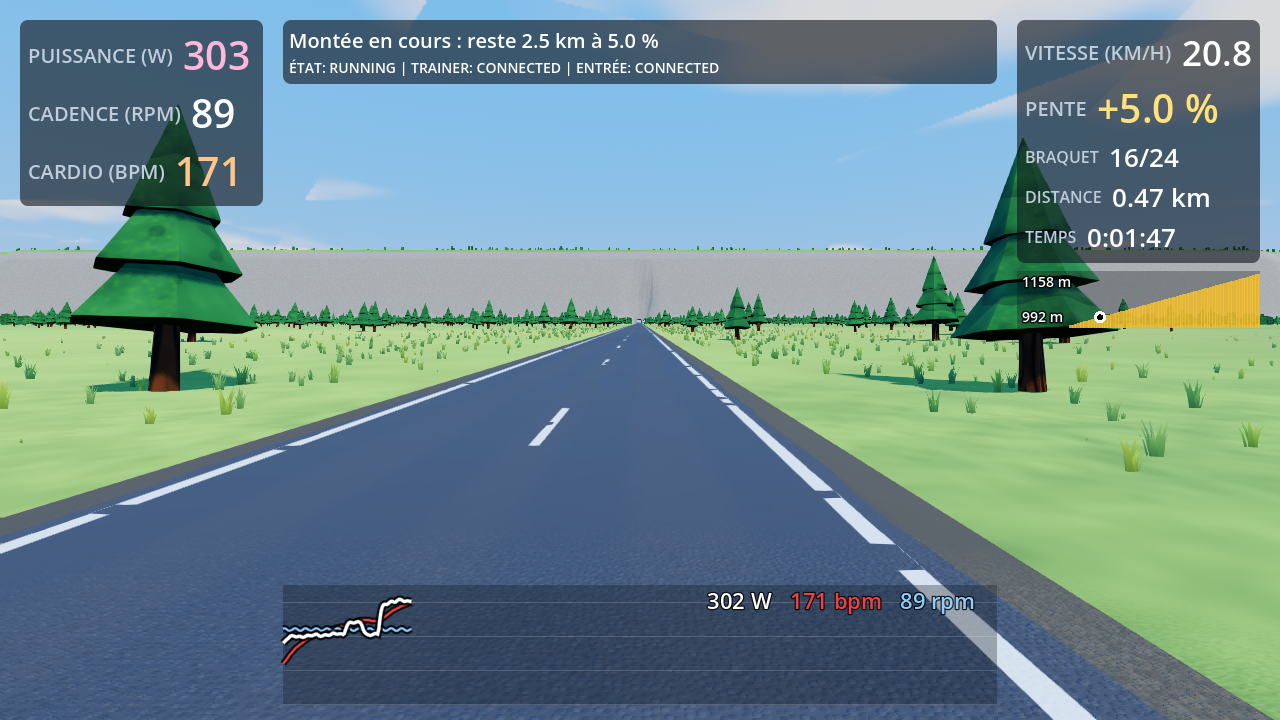 PUISSANCE (W) 303
CADENCE (RPM) 89
CARDIO (BPM) 171
Montée en cours : reste 2.5 km à 5.0 %
ÉTAT: RUNNING | TRAINER: CONNECTED | ENTRÉE: CONNECTED
VITESSE (KM/H) 20.8
PENTE +5.0 %
BRAQUET 16/24
DISTANCE 0.47 km
TEMPS 0:01:47
1158 m
992 m
302 W 171 bpm 89 rpm